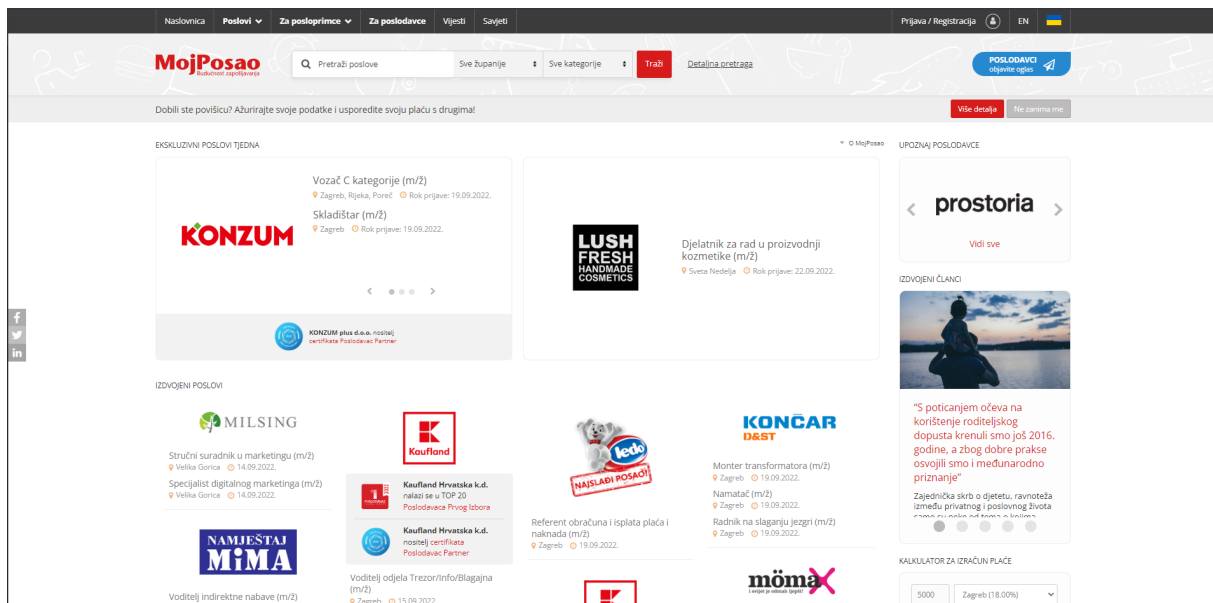 Naslovnica Poslovi Za posloprimce Za poslodavce Vijesti Savjeti Prijava / Registracija EN
MojPosao
Budućnost zapošljavanja
Pretraži poslove Sve županije Sve kategorije Traži Detaljna pretraga
POSLODAVCI
objavite oglas
Dobili ste povišicu? Ažurirajte svoje podatke i usporedite svoju plaću s drugima! Više detalja Ne zanima me
EKSKLUZIVNI POSLOVI TJEDNA
O MojPosao
KONZUM
Vozač C kategorije (m/ž)
Zagreb, Rijeka, Poreč Rok prijave: 19.09.2022.
Skladištar (m/ž)
Zagreb Rok prijave: 19.09.2022.
KONZUM plus d.o.o. nositelj
certifikata Poslodavac Partner
LUSH
FRESH
HANDMADE
COSMETICS
Djelatnik za rad u proizvodnji
kozmetike (m/ž)
Sveta Nedelja Rok prijave: 22.09.2022.
UPOZNAJ POSLODAVCE
prostoria
Vidi sve
IZDVOJENI ČLANCI
"S poticanjem očeva na
korištenje roditeljskog
dopusta krenuli smo još 2016.
godine, a zbog dobre prakse
osvojili smo i međunarodno
priznanje"
Zajednička skrb o djetetu, ravnoteža
između privatnog i poslovnog života
KALKULATOR ZA IZRAČUN PLAĆE
5000 Zagreb (18.00%)
IZDVOJENI POSLOVI
MILSING
Stručni suradnik u marketingu (m/ž)
Velika Gorica 14.09.2022.
Specijalist digitalnog marketinga (m/ž)
Velika Gorica 14.09.2022.
NAMJEŠTAJ
MiMA
Voditelj indirektne nabave (m/ž)
Kaufland
Kaufland Hrvatska k.d.
nalazi se u TOP 20
Poslodavaca Prvog Izbora
Kaufland Hrvatska k.d.
nositelj certifikata
Poslodavac Partner
Voditelj odjela Trezor/Info/Blagajna
(m/ž)
Zagreb 15.09.2022.
ledo
NAJSLAĐI POSAO!
Referent obračuna i isplata plaća i
naknada (m/ž)
Zagreb 19.09.2022.
KONČAR
D&ST
Monter transformatora (m/ž)
Zagreb 19.09.2022.
Namatač (m/ž)
Zagreb 19.09.2022.
Radnik na slaganju jezgri (m/ž)
Zagreb 19.09.2022.
mömax
i svijet je odmah ljepši!